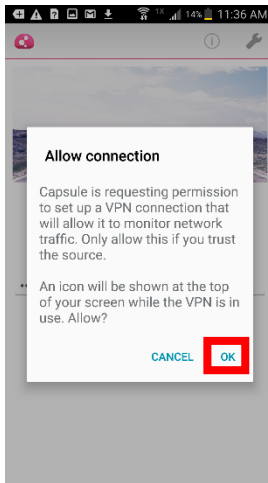 1X 14% 11:36 AM
Allow connection
Capsule is requesting permission
to set up a VPN connection that
will allow it to monitor network
traffic. Only allow this if you trust
the source.
An icon will be shown at the top
of your screen while the VPN is in
use. Allow?
CANCEL OK